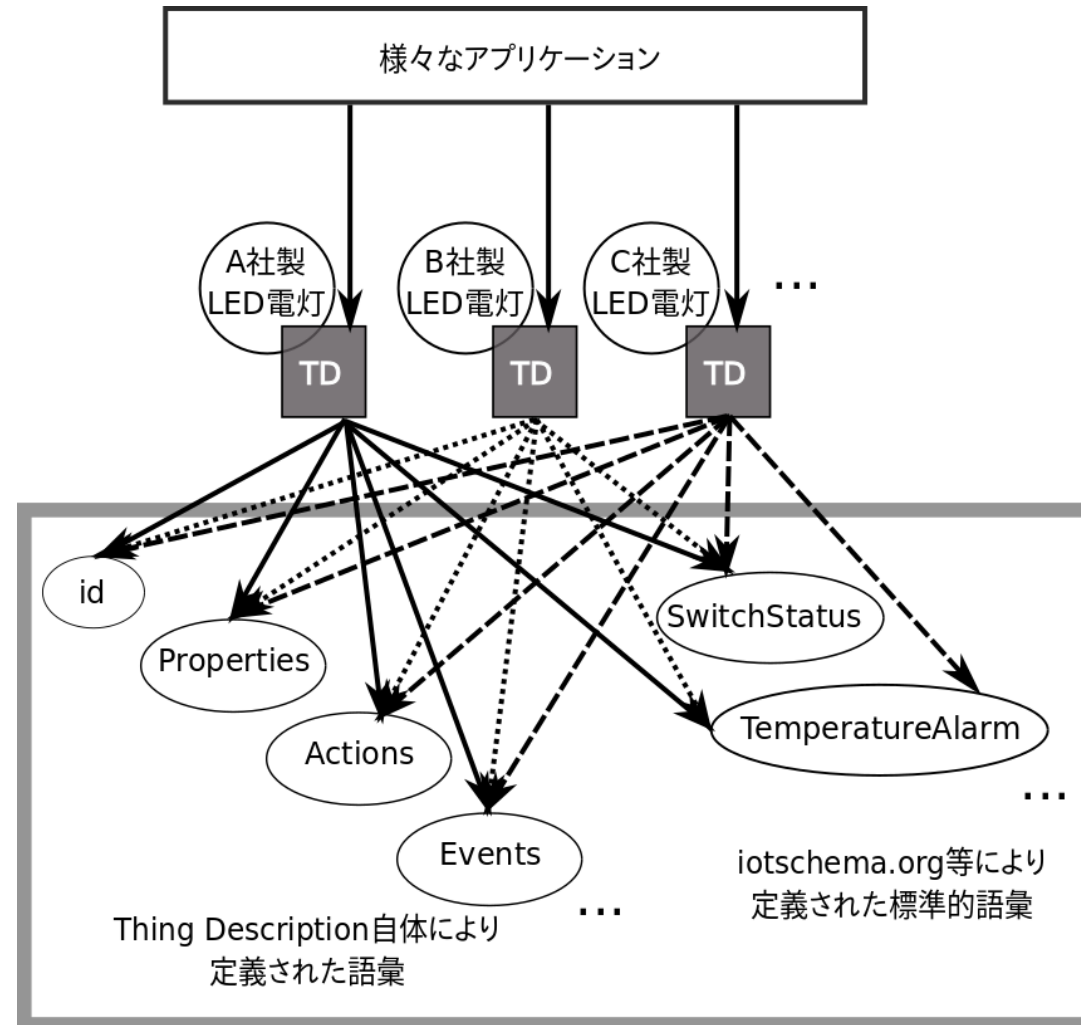 様々なアプリケーション
A社製
LED電灯
B社製
LED電灯
C社製
LED電灯
...
TD
TD
TD
id
Properties
Actions
Events
...
SwitchStatus
TemperatureAlarm
...
Thing Description自体により
定義された語彙
iotschema.org等により
定義された標準的語彙